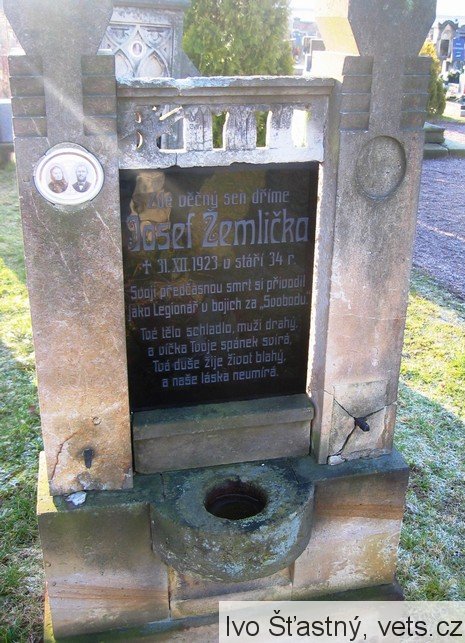 Zde věčný sen dříme
Josef Zemlička
✝ 31.XII.1923 v stáří 34 r.
Svoji předčasnou smrt si přivodil
jako Legionář v bojích za „Svobodu”.
Tvé tělo schladlo, muži drahý,
a víčka Tvoje spánek svírá,
Tvá duše žije život blahý,
a naše láska neumírá.
Ivo Šťastný, vets.cz